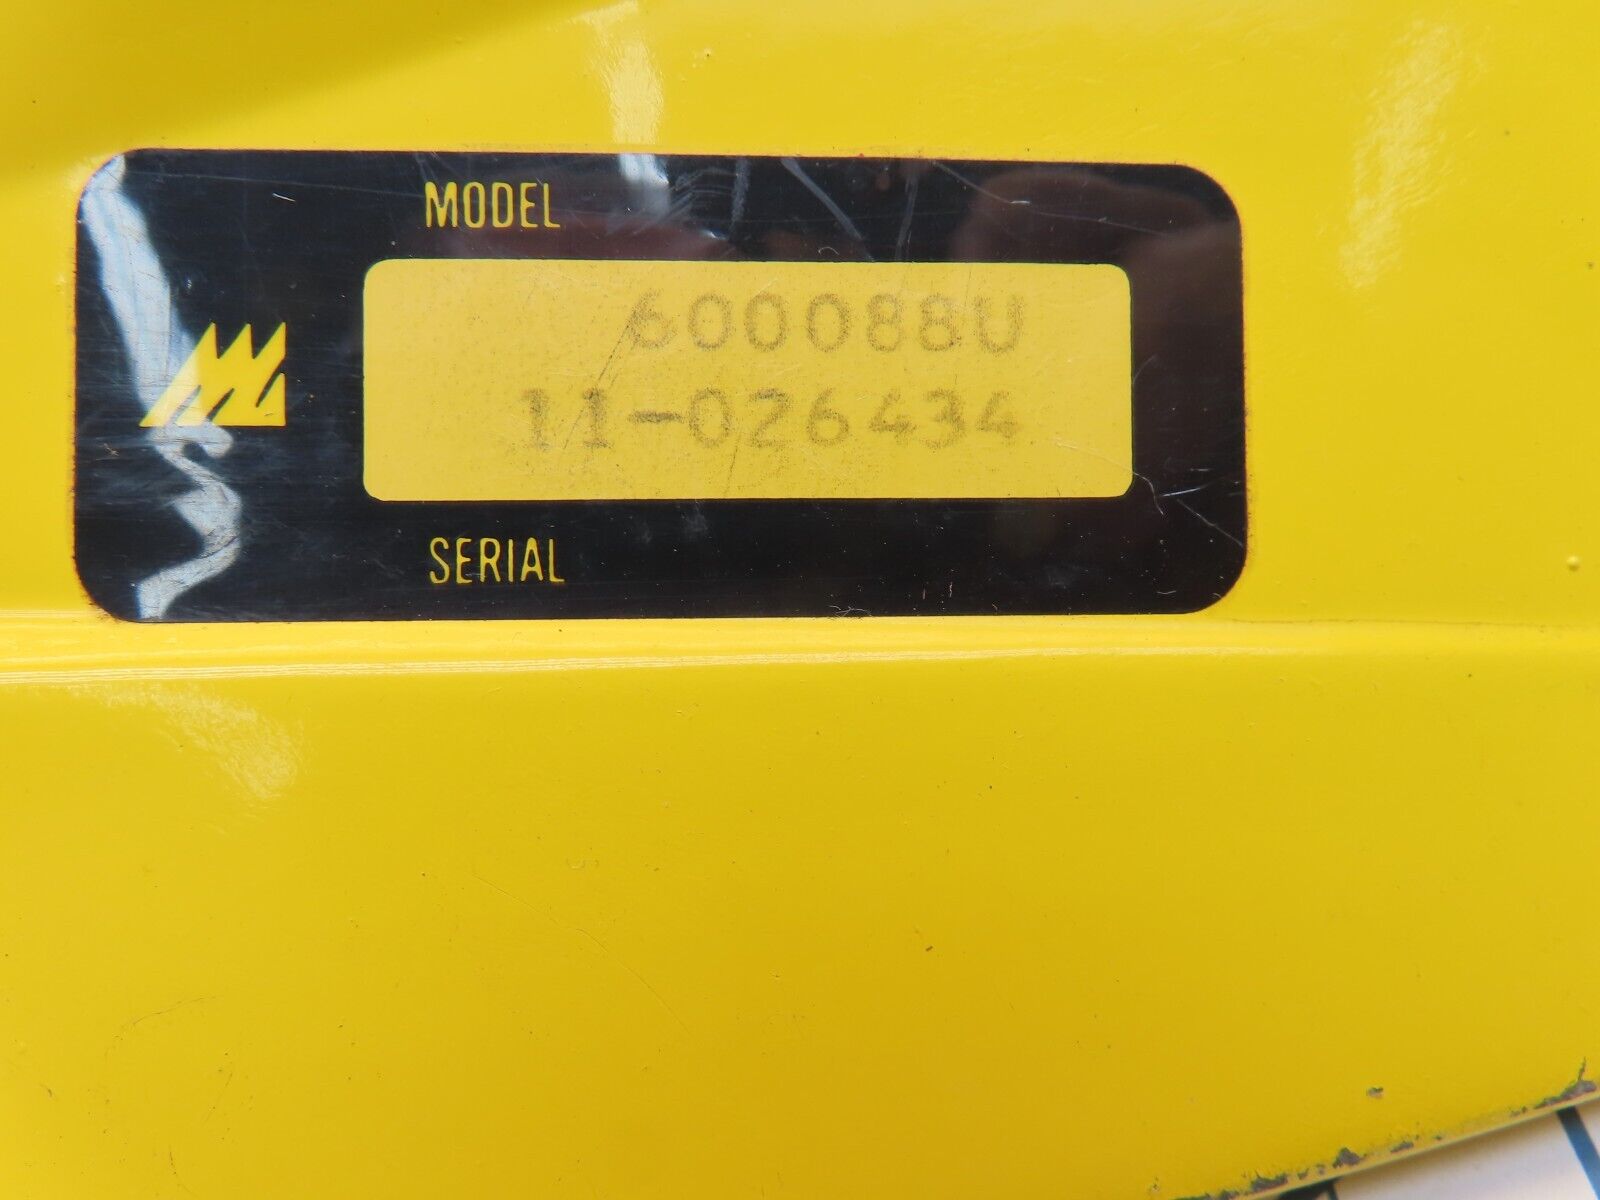 MODEL
600088U
11-026434
SERIAL